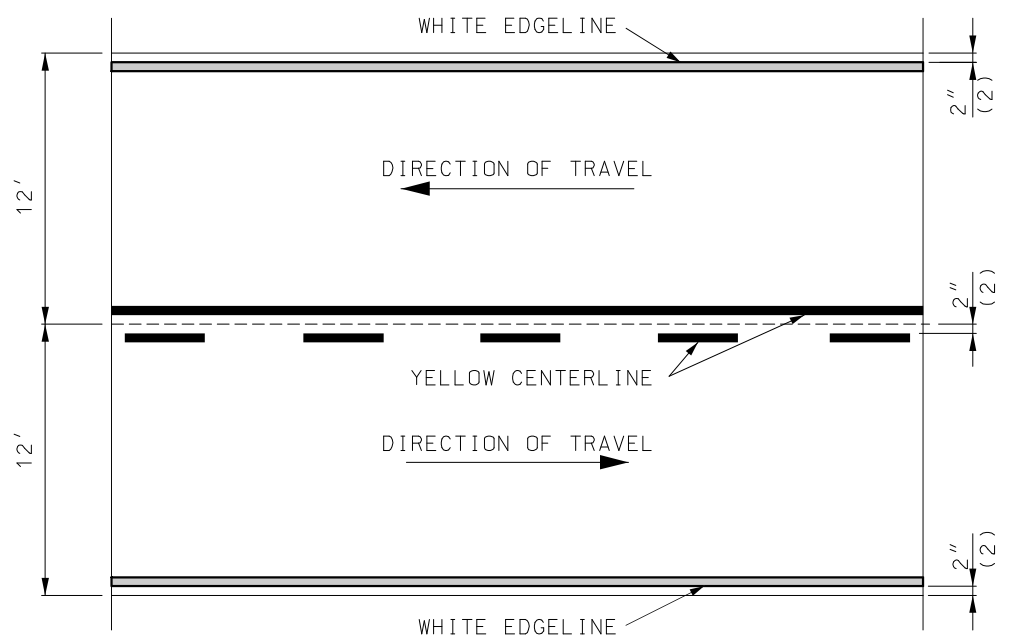 WHITE EDGELINE
2"
(2)
DIRECTION OF TRAVEL
12'
2"
(2)
YELLOW CENTERLINE
DIRECTION OF TRAVEL
12'
2"
(2)
WHITE EDGELINE